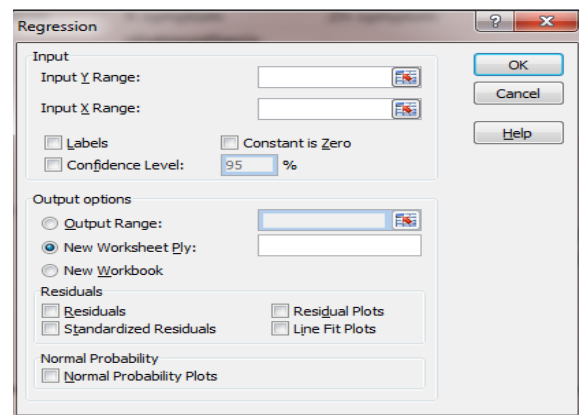 Regression
Input
Input Y Range:
Input X Range:
Labels
Constant is Zero
Confidence Level:
95
%
Output options
Output Range:
New Worksheet Ply:
New Workbook
Residuals
Residuals
Residual Plots
Standardized Residuals
Line Fit Plots
Normal Probability
Normal Probability Plots
?
OK
Cancel
Help